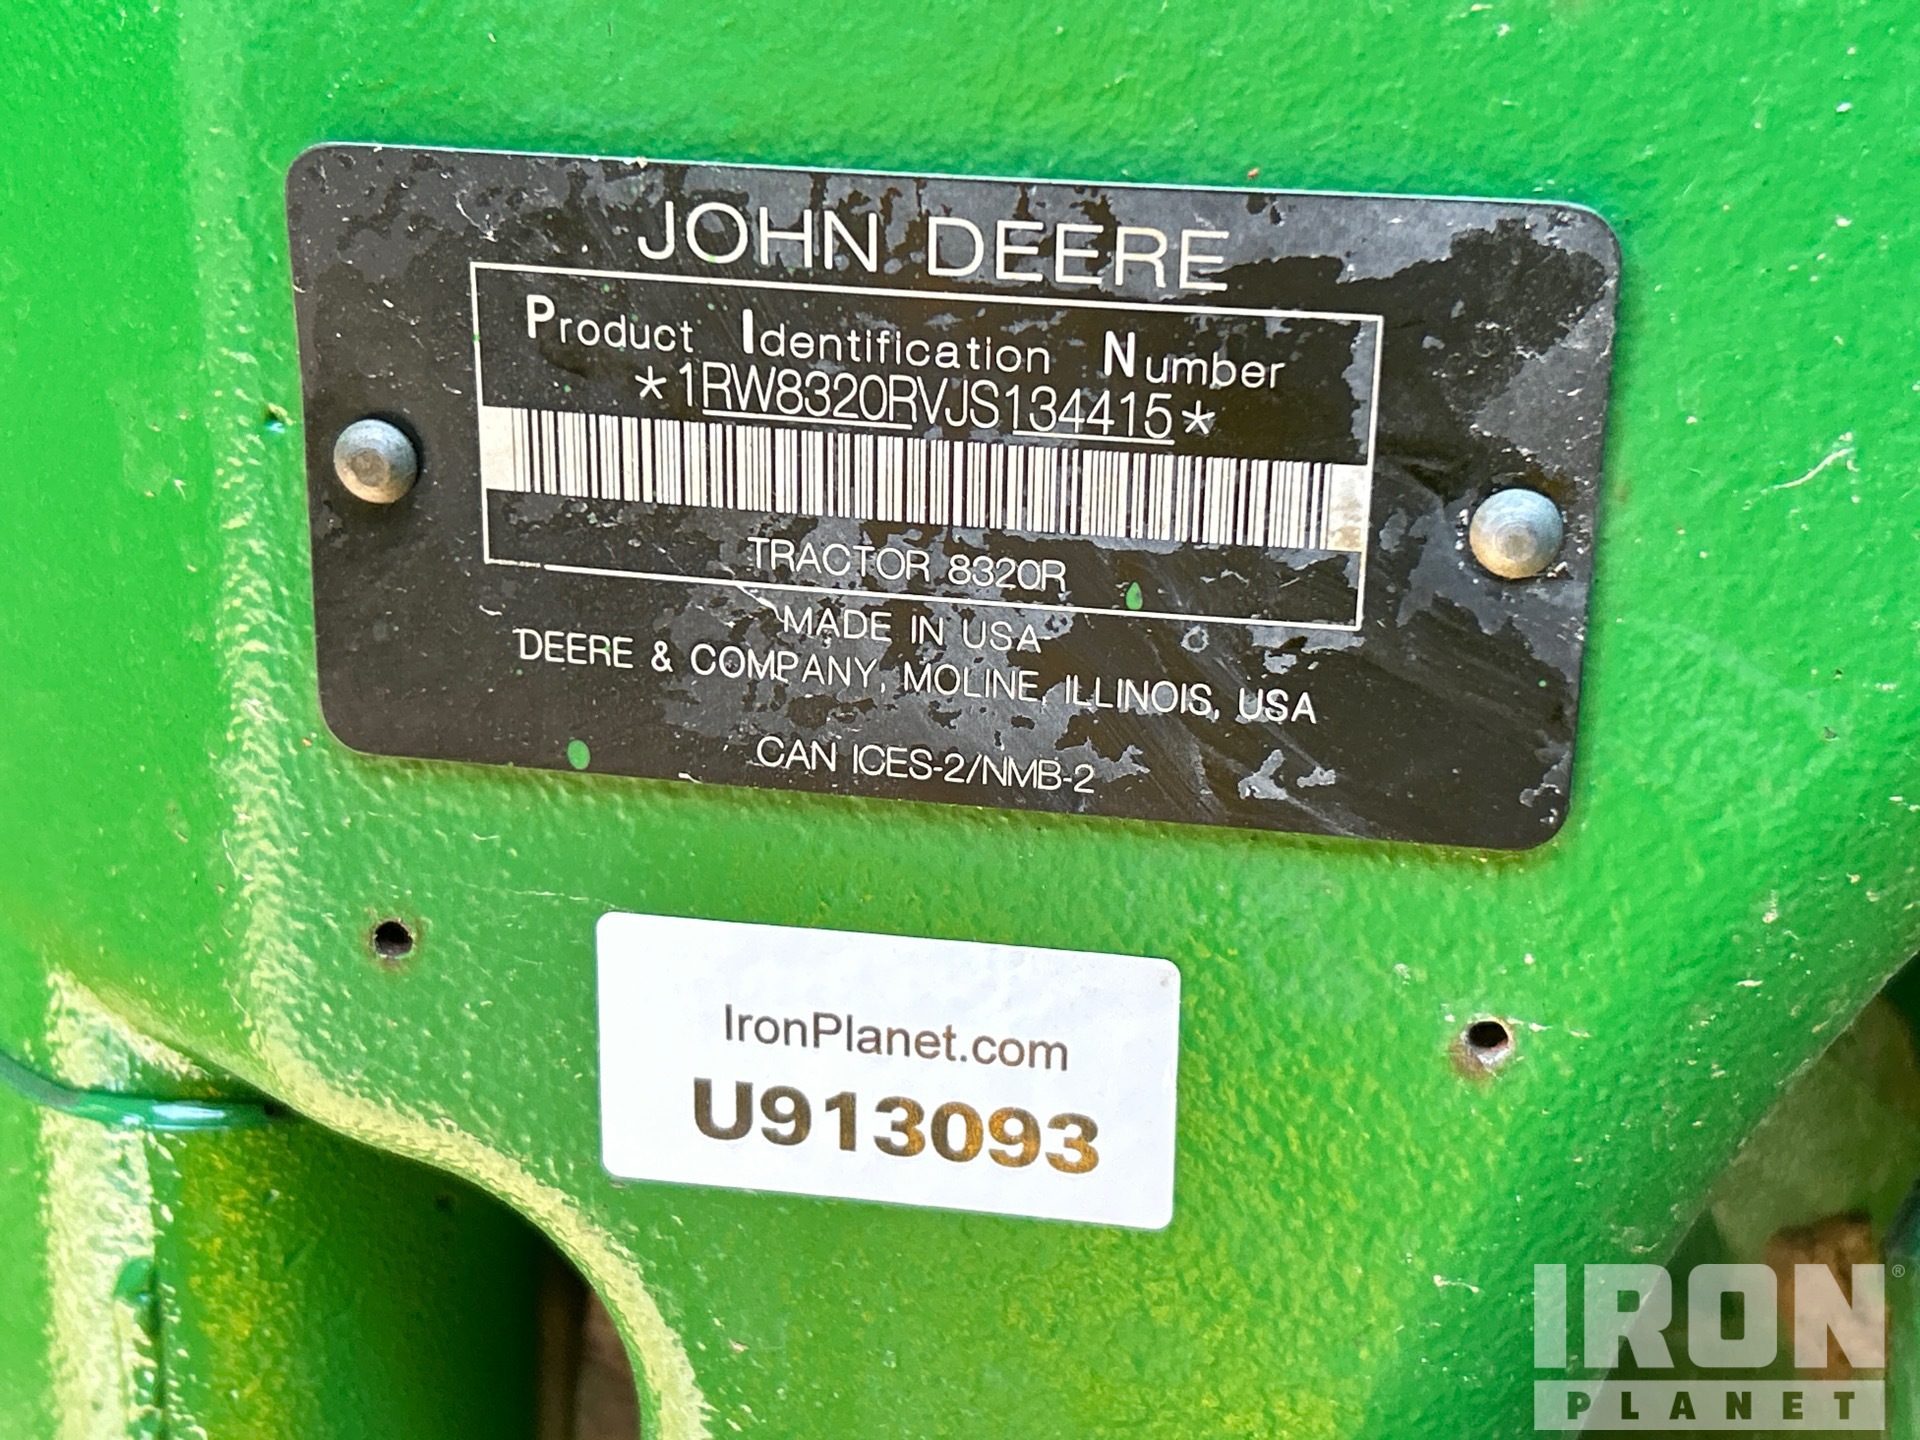 JOHN DEERE
Product Identification Number
*1RW8320RVJS134415*
TRACTOR 8320R
MADE IN USA
DEERE & COMPANY, MOLINE, ILLINOIS, USA
CAN ICES-2/NMB-2
IronPlanet.com
U913093
IRON®
PLANET